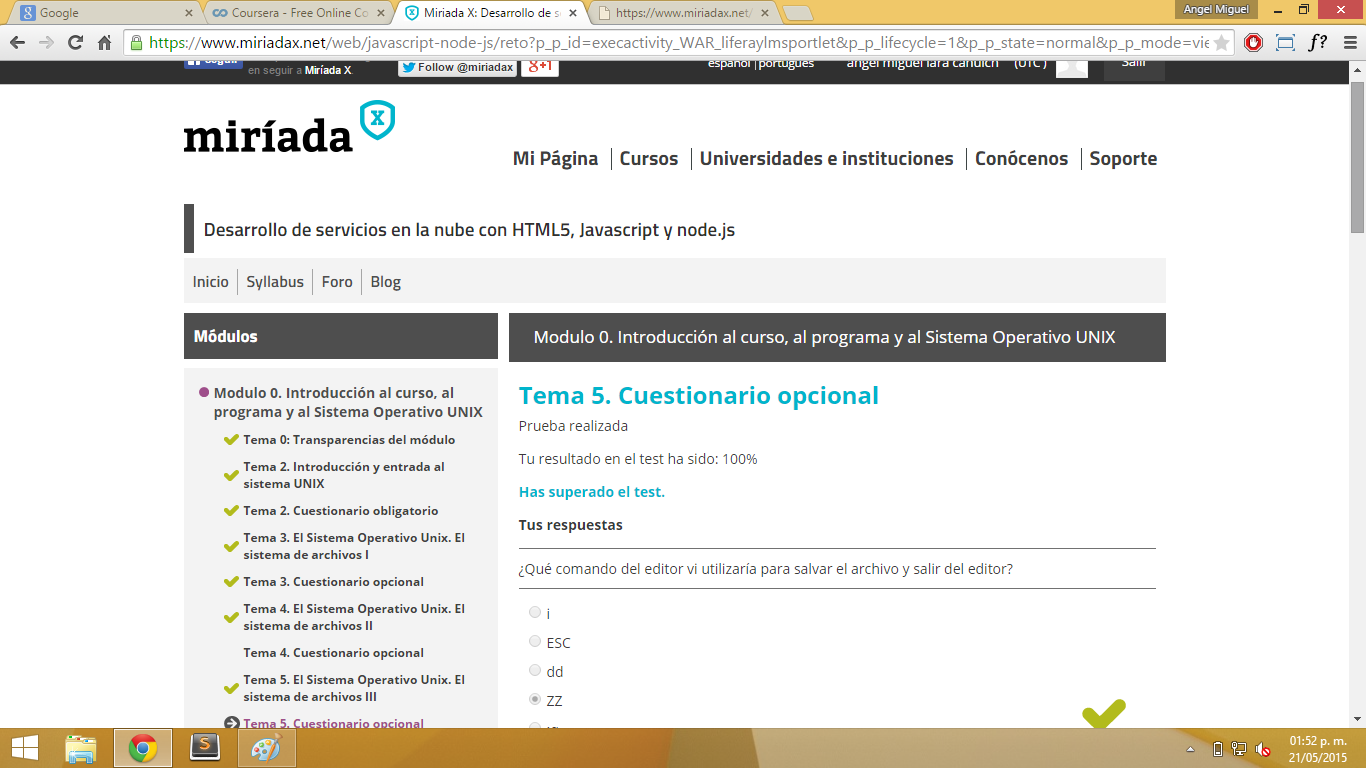 Google
Coursera - Free Online Co
Miriada X: Desarrollo de s
https://www.miriadax.net/
Angel Miguel
https://www.miriadax.net/web/javascript-node-js/reto?p_p_id=execactivity_WAR_liferaylmsportlet&p_p_lifecycle=1&p_p_state=normal&p_p_mode=vie
f?
Seguir
en seguir a Miríada X.
Follow @miriadax
g+1
español | português
angel miguel lara canulch (UTC )
Salir
miríada X
Mi Página | Cursos | Universidades e instituciones | Conócenos | Soporte
Desarrollo de servicios en la nube con HTML5, Javascript y node.js
Inicio | Syllabus | Foro | Blog
Módulos
Modulo 0. Introducción al curso, al
programa y al Sistema Operativo UNIX
Tema 0: Transparencias del módulo
Tema 2. Introducción y entrada al
sistema UNIX
Tema 2. Cuestionario obligatorio
Tema 3. El Sistema Operativo Unix. El
sistema de archivos I
Tema 3. Cuestionario opcional
Tema 4. El Sistema Operativo Unix. El
sistema de archivos II
Tema 4. Cuestionario opcional
Tema 5. El Sistema Operativo Unix. El
sistema de archivos III
Tema 5. Cuestionario opcional
Modulo 0. Introducción al curso, al programa y al Sistema Operativo UNIX
Tema 5. Cuestionario opcional
Prueba realizada
Tu resultado en el test ha sido: 100%
Has superado el test.
Tus respuestas
¿Qué comando del editor vi utilizaría para salvar el archivo y salir del editor?
i
ESC
dd
ZZ
01:52 p. m.
21/05/2015